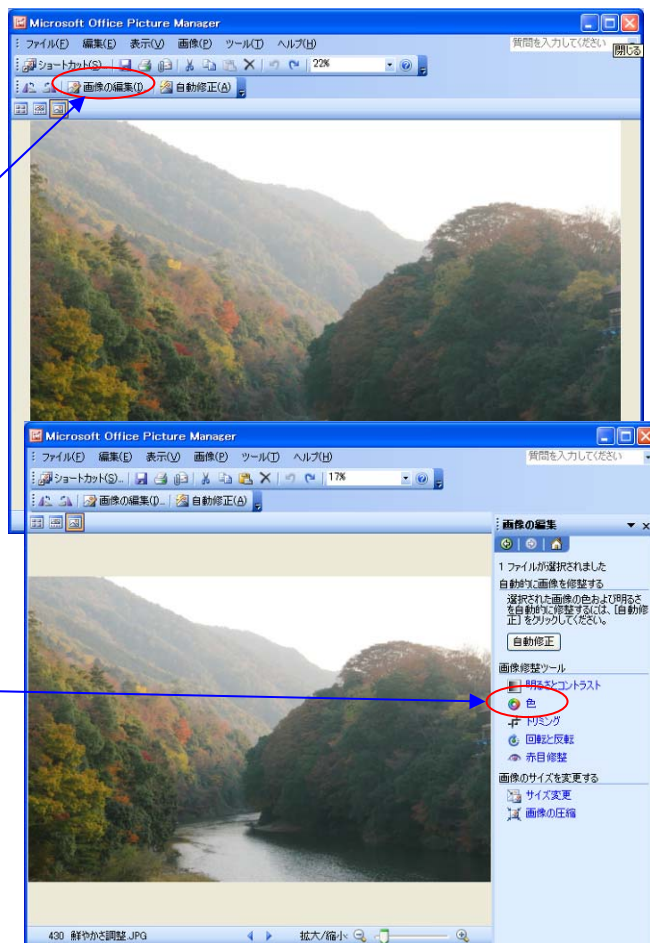 Microsoft Office Picture Manager
ファイル(F) 編集(E) 表示(V) 画像(P) ツール(T) ヘルプ(H) 質問を入力してください
閉じる
ショートカット(S)... 22%
画像の編集(I) 自動修正(A)
Microsoft Office Picture Manager
ファイル(F) 編集(E) 表示(V) 画像(P) ツール(T) ヘルプ(H) 質問を入力してください
ショートカット(S)... 17%
画像の編集(I)... 自動修正(A)
画像の編集
1 ファイルが選択されました
自動的に画像を修整する
選択された画像の色および明るさ
を自動的に修整するには、[自動修
正] をクリックしてください。
自動修正
画像修整ツール
明るさとコントラスト
色
トリミング
回転と反転
赤目修整
画像のサイズを変更する
サイズ変更
画像の圧縮
430 鮮やかさ調整.JPG 拡大/縮小